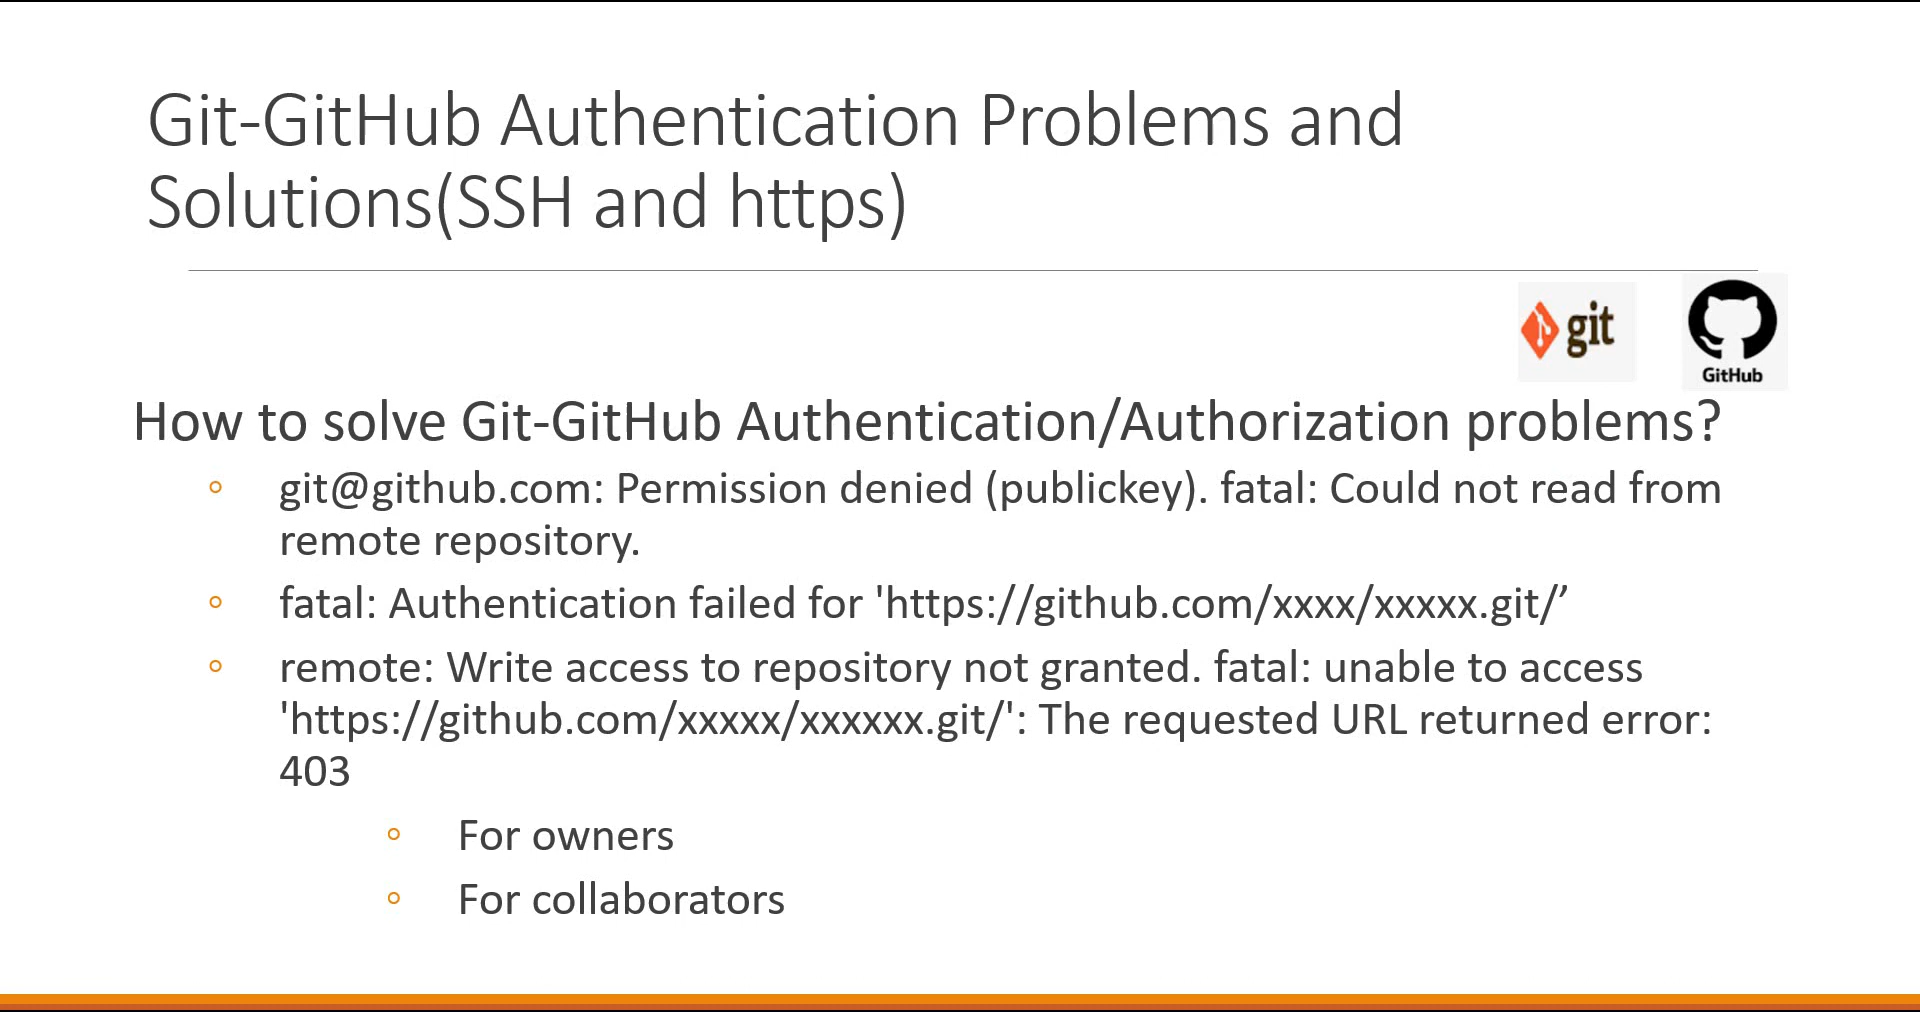 Git-GitHub Authentication Problems and
Solutions(SSH and https)
git
GitHub
How to solve Git-GitHub Authentication/Authorization problems?
git@github.com: Permission denied (publickey). fatal: Could not read from
remote repository.
fatal: Authentication failed for 'https://github.com/xxxx/xxxxx.git/’
remote: Write access to repository not granted. fatal: unable to access
'https://github.com/xxxxx/xxxxxx.git/': The requested URL returned error:
403
For owners
For collaborators